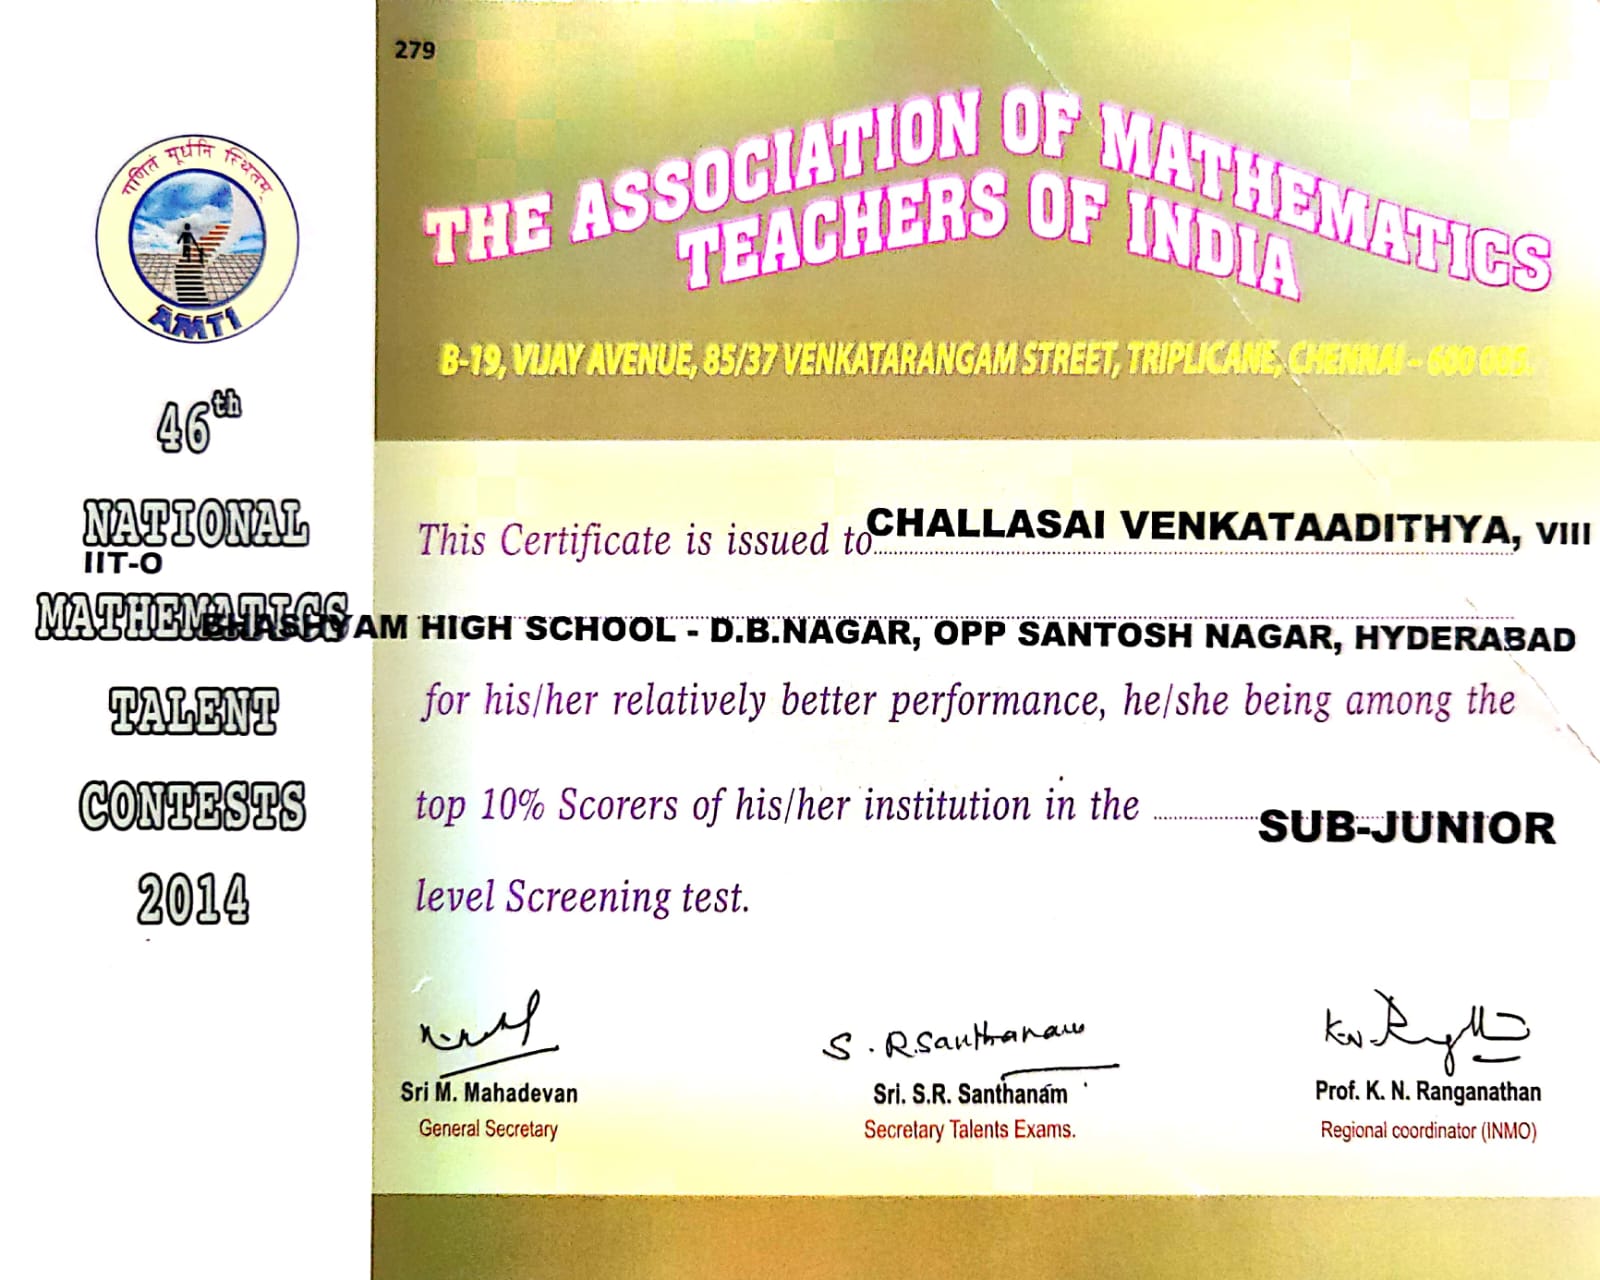 279
THE ASSOCIATION OF MATHEMATICS
TEACHERS OF INDIA
B-19, VIJAY AVENUE, 85/37 VENKATARANGAM STREET, TRIPLICANE, CHENNAI - 600 005.
गणितं मूर्धनि स्थितम्
AMTI
46th
NATIONAL
MATHEMATICS
TALENT
CONTESTS
2014
This Certificate is issued to CHALLASAI VENKATAADITHYA, VIII
IIT-O
BHASHYAM HIGH SCHOOL - D.B.NAGAR, OPP SANTOSH NAGAR, HYDERABAD
for his/her relatively better performance, he/she being among the
top 10% Scorers of his/her institution in the SUB-JUNIOR
level Screening test.
S. R. Santhanam
Sri M. Mahadevan
General Secretary
Sri. S.R. Santhanam
Secretary Talents Exams.
Prof. K. N. Ranganathan
Regional coordinator (INMO)